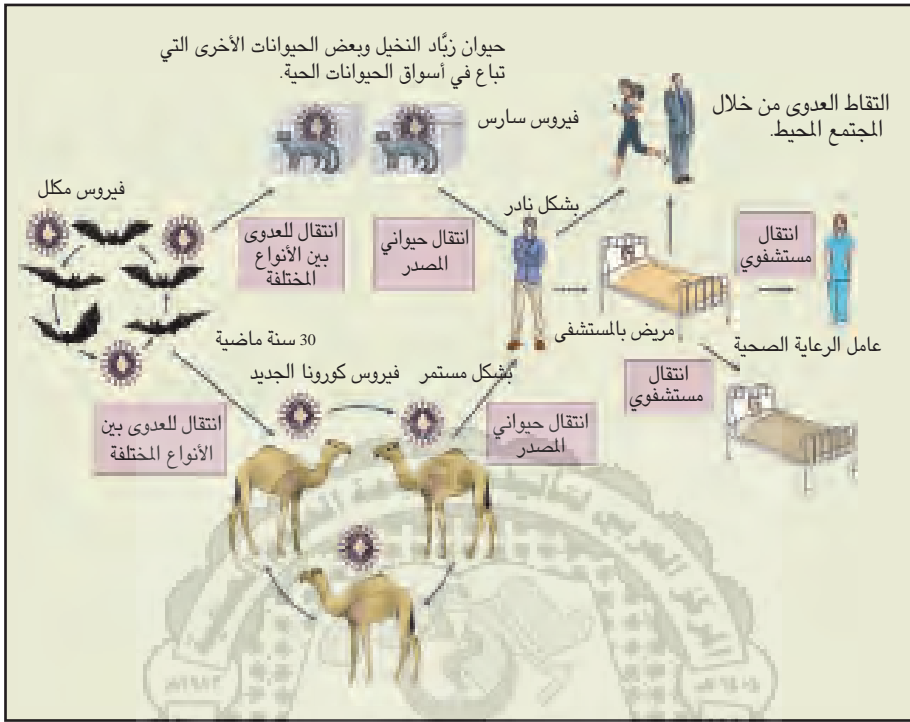 حيوان زبَّاد النخيل وبعض الحيوانات الأخرى التي
تباع في أسواق الحيوانات الحية.
فيروس سارس
التقاط العدوى من خلال
المجتمع المحيط.
فيروس مكلل
انتقال للعدوى
بين الأنواع
المختلفة
انتقال حيواني
المصدر
بشكل نادر
انتقال
مستشفوي
30 سنة ماضية
مريض بالمستشفى
عامل الرعاية الصحية
فيروس كورونا الجديد
بشكل مستمر
انتقال
مستشفوي
انتقال للعدوى بين
الأنواع المختلفة
انتقال حيواني
المصدر